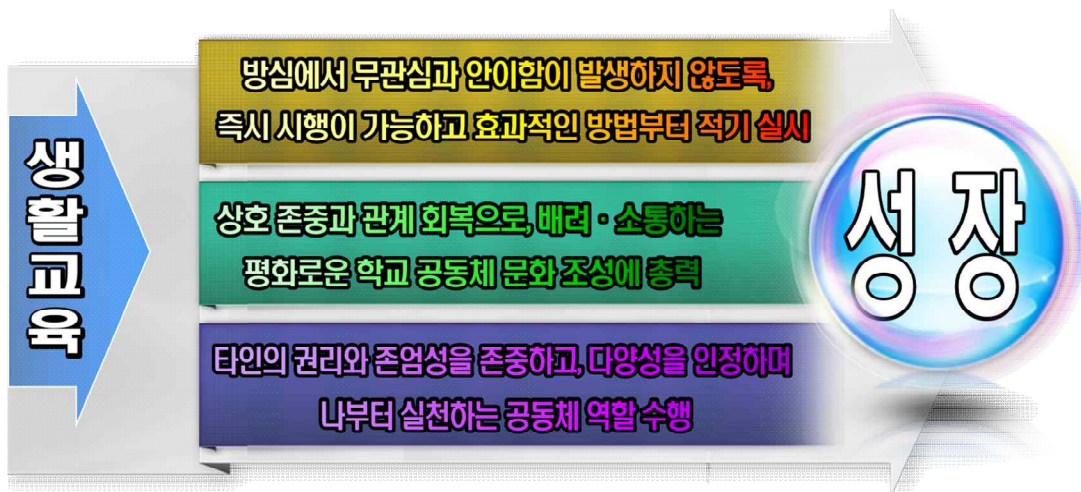 생활교육
방심에서 무관심과 안이함이 발생하지 않도록,
즉시 시행이 가능하고 효과적인 방법부터 적기 실시
상호 존중과 관계 회복으로, 배려·소통하는
평화로운 학교 공동체 문화 조성에 총력
타인의 권리와 존엄성을 존중하고, 다양성을 인정하며
나부터 실천하는 공동체 역할 수행
성장